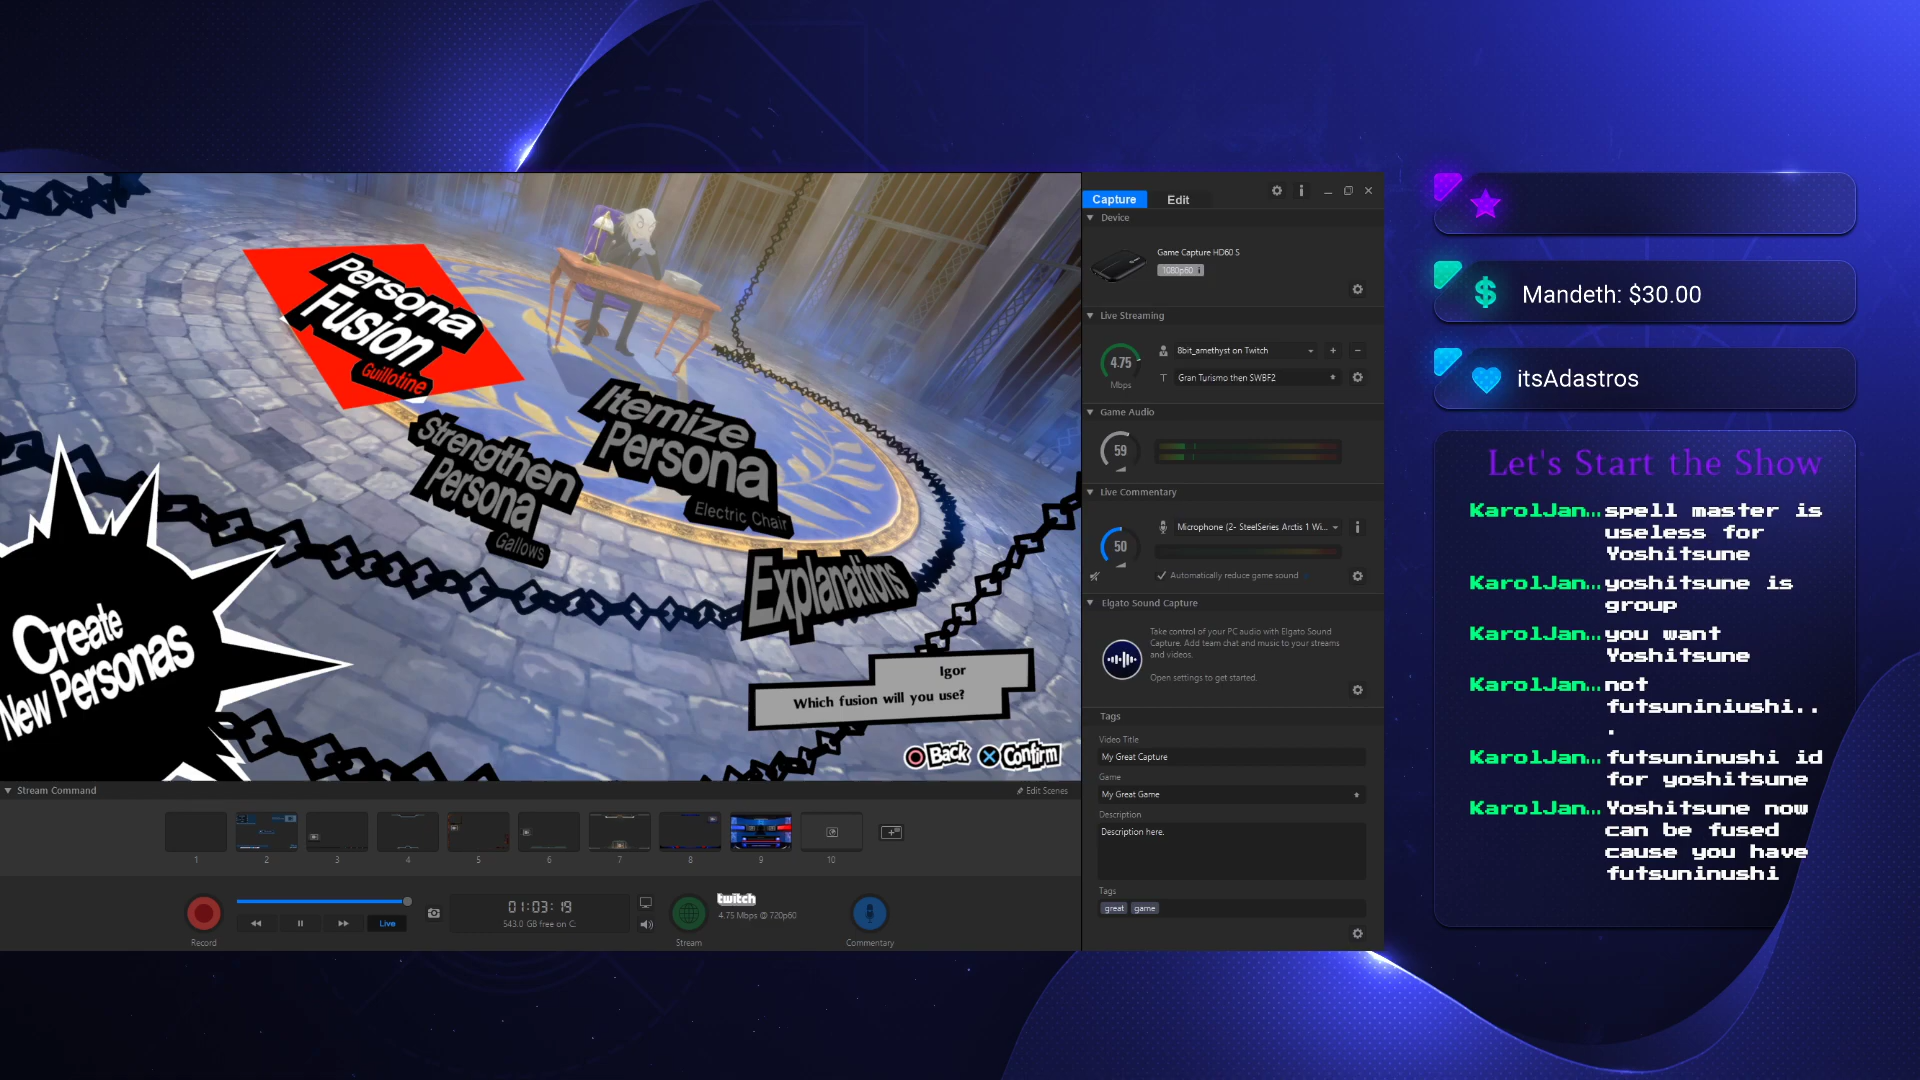 Persona
Fusion
Guillotine
Itemize
Persona
Electric Chair
Strengthen
Persona
Gallows
Explanations
Create
New Personas
Igor
Which fusion will you use?
Back
Confirm
Capture
Edit
Device
Game Capture HD60 S
1080p60
Live Streaming
4.75
Mbps
8bit_amethyst on Twitch
Gran Turismo then SWBF2
Game Audio
59
Live Commentary
50
Microphone (2- SteelSeries Arctis 1 Wi...
Automatically reduce game sound
Elgato Sound Capture
Take control of your PC audio with Elgato Sound
Capture. Add team chat and music to your streams
and videos.
Open settings to get started.
Tags
Video Title
My Great Capture
Game
My Great Game
Description
Description here.
Tags
great game
Stream Command
Edit Scenes
1 2 3 4 5 6 7 8 9 10
Record
Live
01:03:19
543.0 GB free on C:
Stream
twitch
4.75 Mbps @ 720p60
Commentary
Mandeth: $30.00
itsAdastros
Let's Start the Show
KarolJan... spell master is
useless for
Yoshitsune
KarolJan... yoshitsune is
group
KarolJan... you want
Yoshitsune
KarolJan... not
futsuniniushi..
.
KarolJan... futsuninushi id
for yoshitsune
KarolJan... Yoshitsune now
can be fused
cause you have
futsuninushi